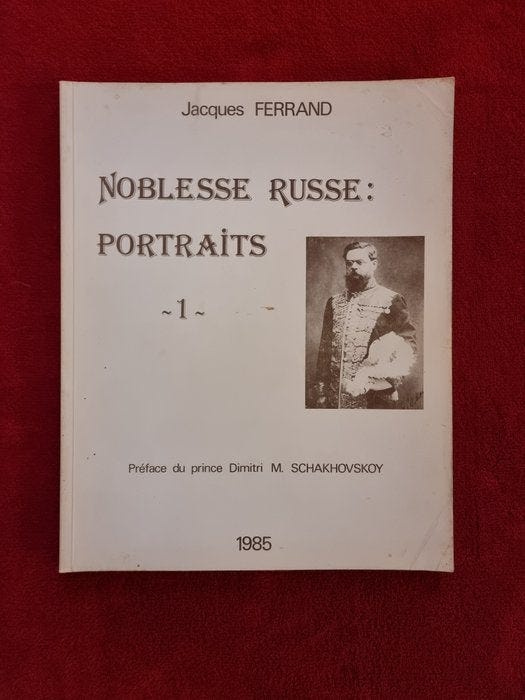 Jacques FERRAND
NOBLESSE RUSSE:
PORTRAITS
~1~
Préface du prince Dimitri M. SCHAKHOVSKOY
1985